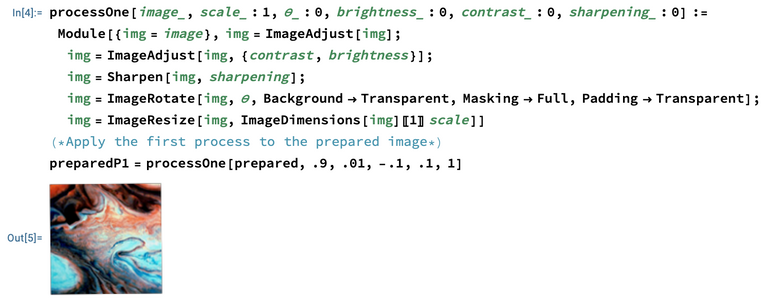 In[4]:= processOne[image_, scale_ : 1, θ_ : 0, brightness_ : 0, contrast_ : 0, sharpening_ : 0] :=
Module[{img = image}, img = ImageAdjust[img];
img = ImageAdjust[img, {contrast, brightness}];
img = Sharpen[img, sharpening];
img = ImageRotate[img, θ, Background → Transparent, Masking → Full, Padding → Transparent];
img = ImageResize[img, ImageDimensions[img]〚1〛 scale]]
(*Apply the first process to the prepared image*)
preparedP1 = processOne[prepared, .9, .01, -.1, .1, 1]
Out[5]=